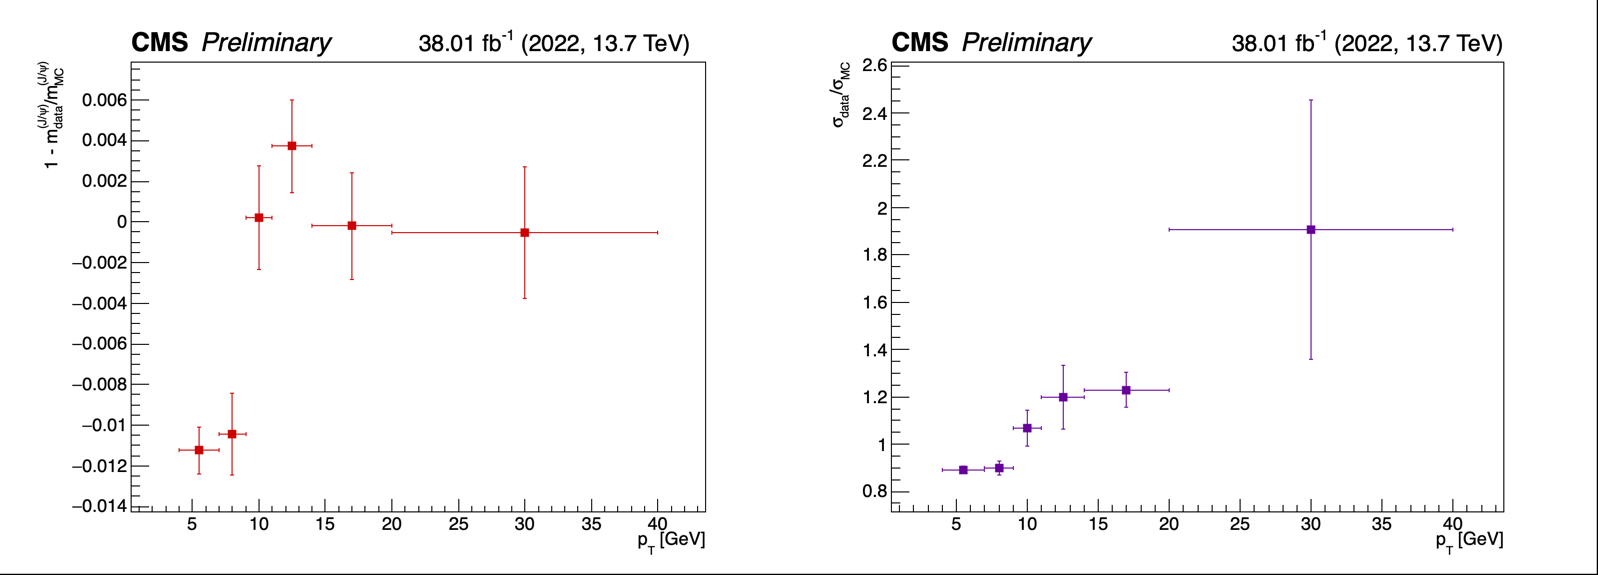 CMS Preliminary 38.01 fb⁻¹ (2022, 13.7 TeV)
1 - m_data^(J/ψ)/m_MC^(J/ψ)
0.006
0.004
0.002
0
−0.002
−0.004
−0.006
−0.008
−0.01
−0.012
−0.014
5 10 15 20 25 30 35 40
p_T [GeV]
CMS Preliminary 38.01 fb⁻¹ (2022, 13.7 TeV)
σ_data/σ_MC
2.6
2.4
2.2
2
1.8
1.6
1.4
1.2
1
0.8
5 10 15 20 25 30 35 40
p_T [GeV]